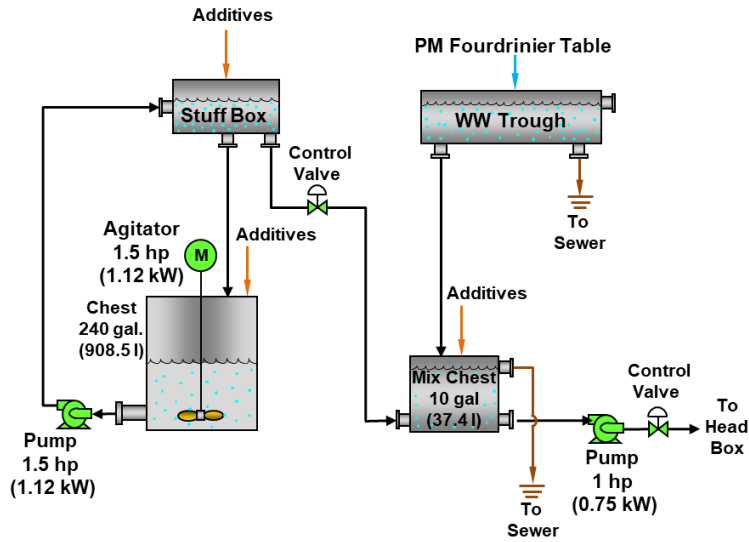 Additives
PM Fourdrinier Table
Stuff Box
WW Trough
Control
Valve
To
Sewer
Agitator
1.5 hp
(1.12 kW)
M
Additives
Chest
240 gal.
(908.5 l)
Additives
Mix Chest
10 gal
(37.4 l)
Control
Valve
To
Head
Box
Pump
1.5 hp
(1.12 kW)
Pump
1 hp
(0.75 kW)
To
Sewer